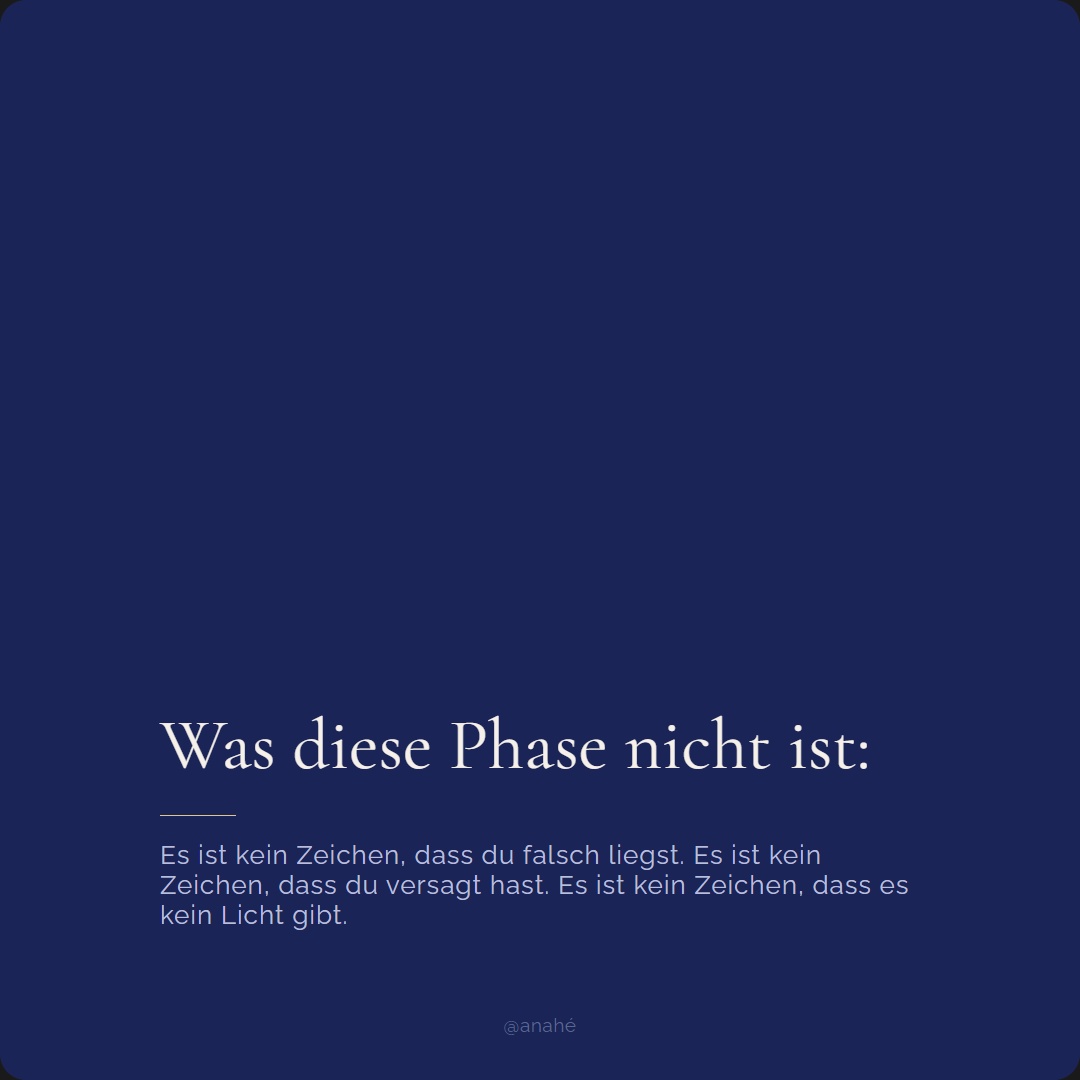 Was diese Phase nicht ist:
Es ist kein Zeichen, dass du falsch liegst. Es ist kein
Zeichen, dass du versagt hast. Es ist kein Zeichen, dass es
kein Licht gibt.
@anahé